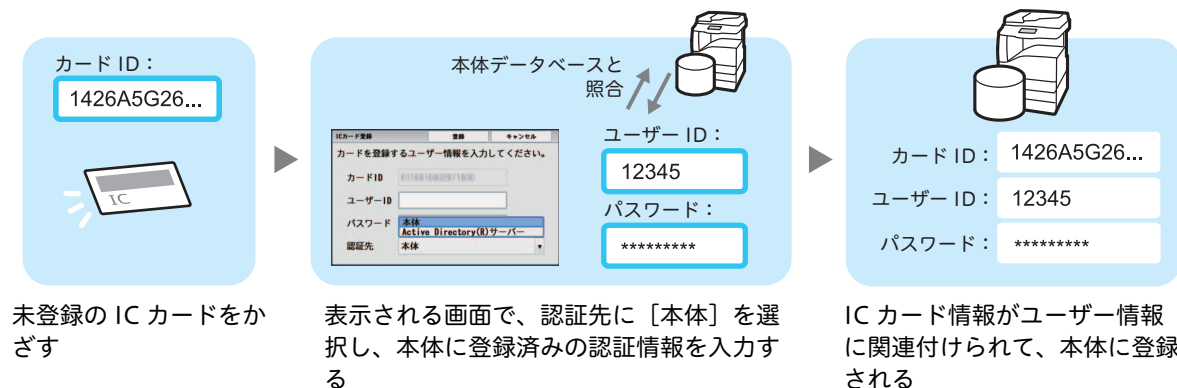 カード ID：
1426A5G26...
IC
未登録の IC カードをか
ざす
本体データベースと
照合
ICカード登録
登録
キャンセル
カードを登録するユーザー情報を入力してください。
カードID
ユーザーID
パスワード
本体
Active Directory(R)サーバー
認証先
本体
ユーザー ID：
12345
パスワード：
*********
表示される画面で、認証先に［本体］を選
択し、本体に登録済みの認証情報を入力す
る
カード ID： 1426A5G26...
ユーザー ID： 12345
パスワード： *********
IC カード情報がユーザー情報
に関連付けられて、本体に登録
される